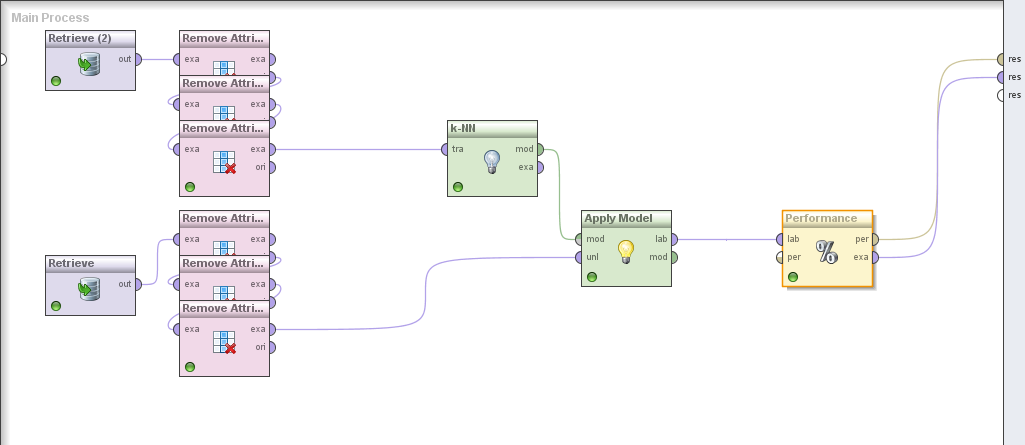 Main Process
Retrieve (2)
out
Remove Attri...
exa exa
Remove Attri...
exa exa
Remove Attri...
exa exa
ori
k-NN
tra mod
exa
res
res
res
Remove Attri...
exa exa
Remove Attri...
exa exa
Remove Attri...
exa exa
ori
Retrieve
out
Apply Model
mod lab
unl mod
Performance
lab per
per exa
%